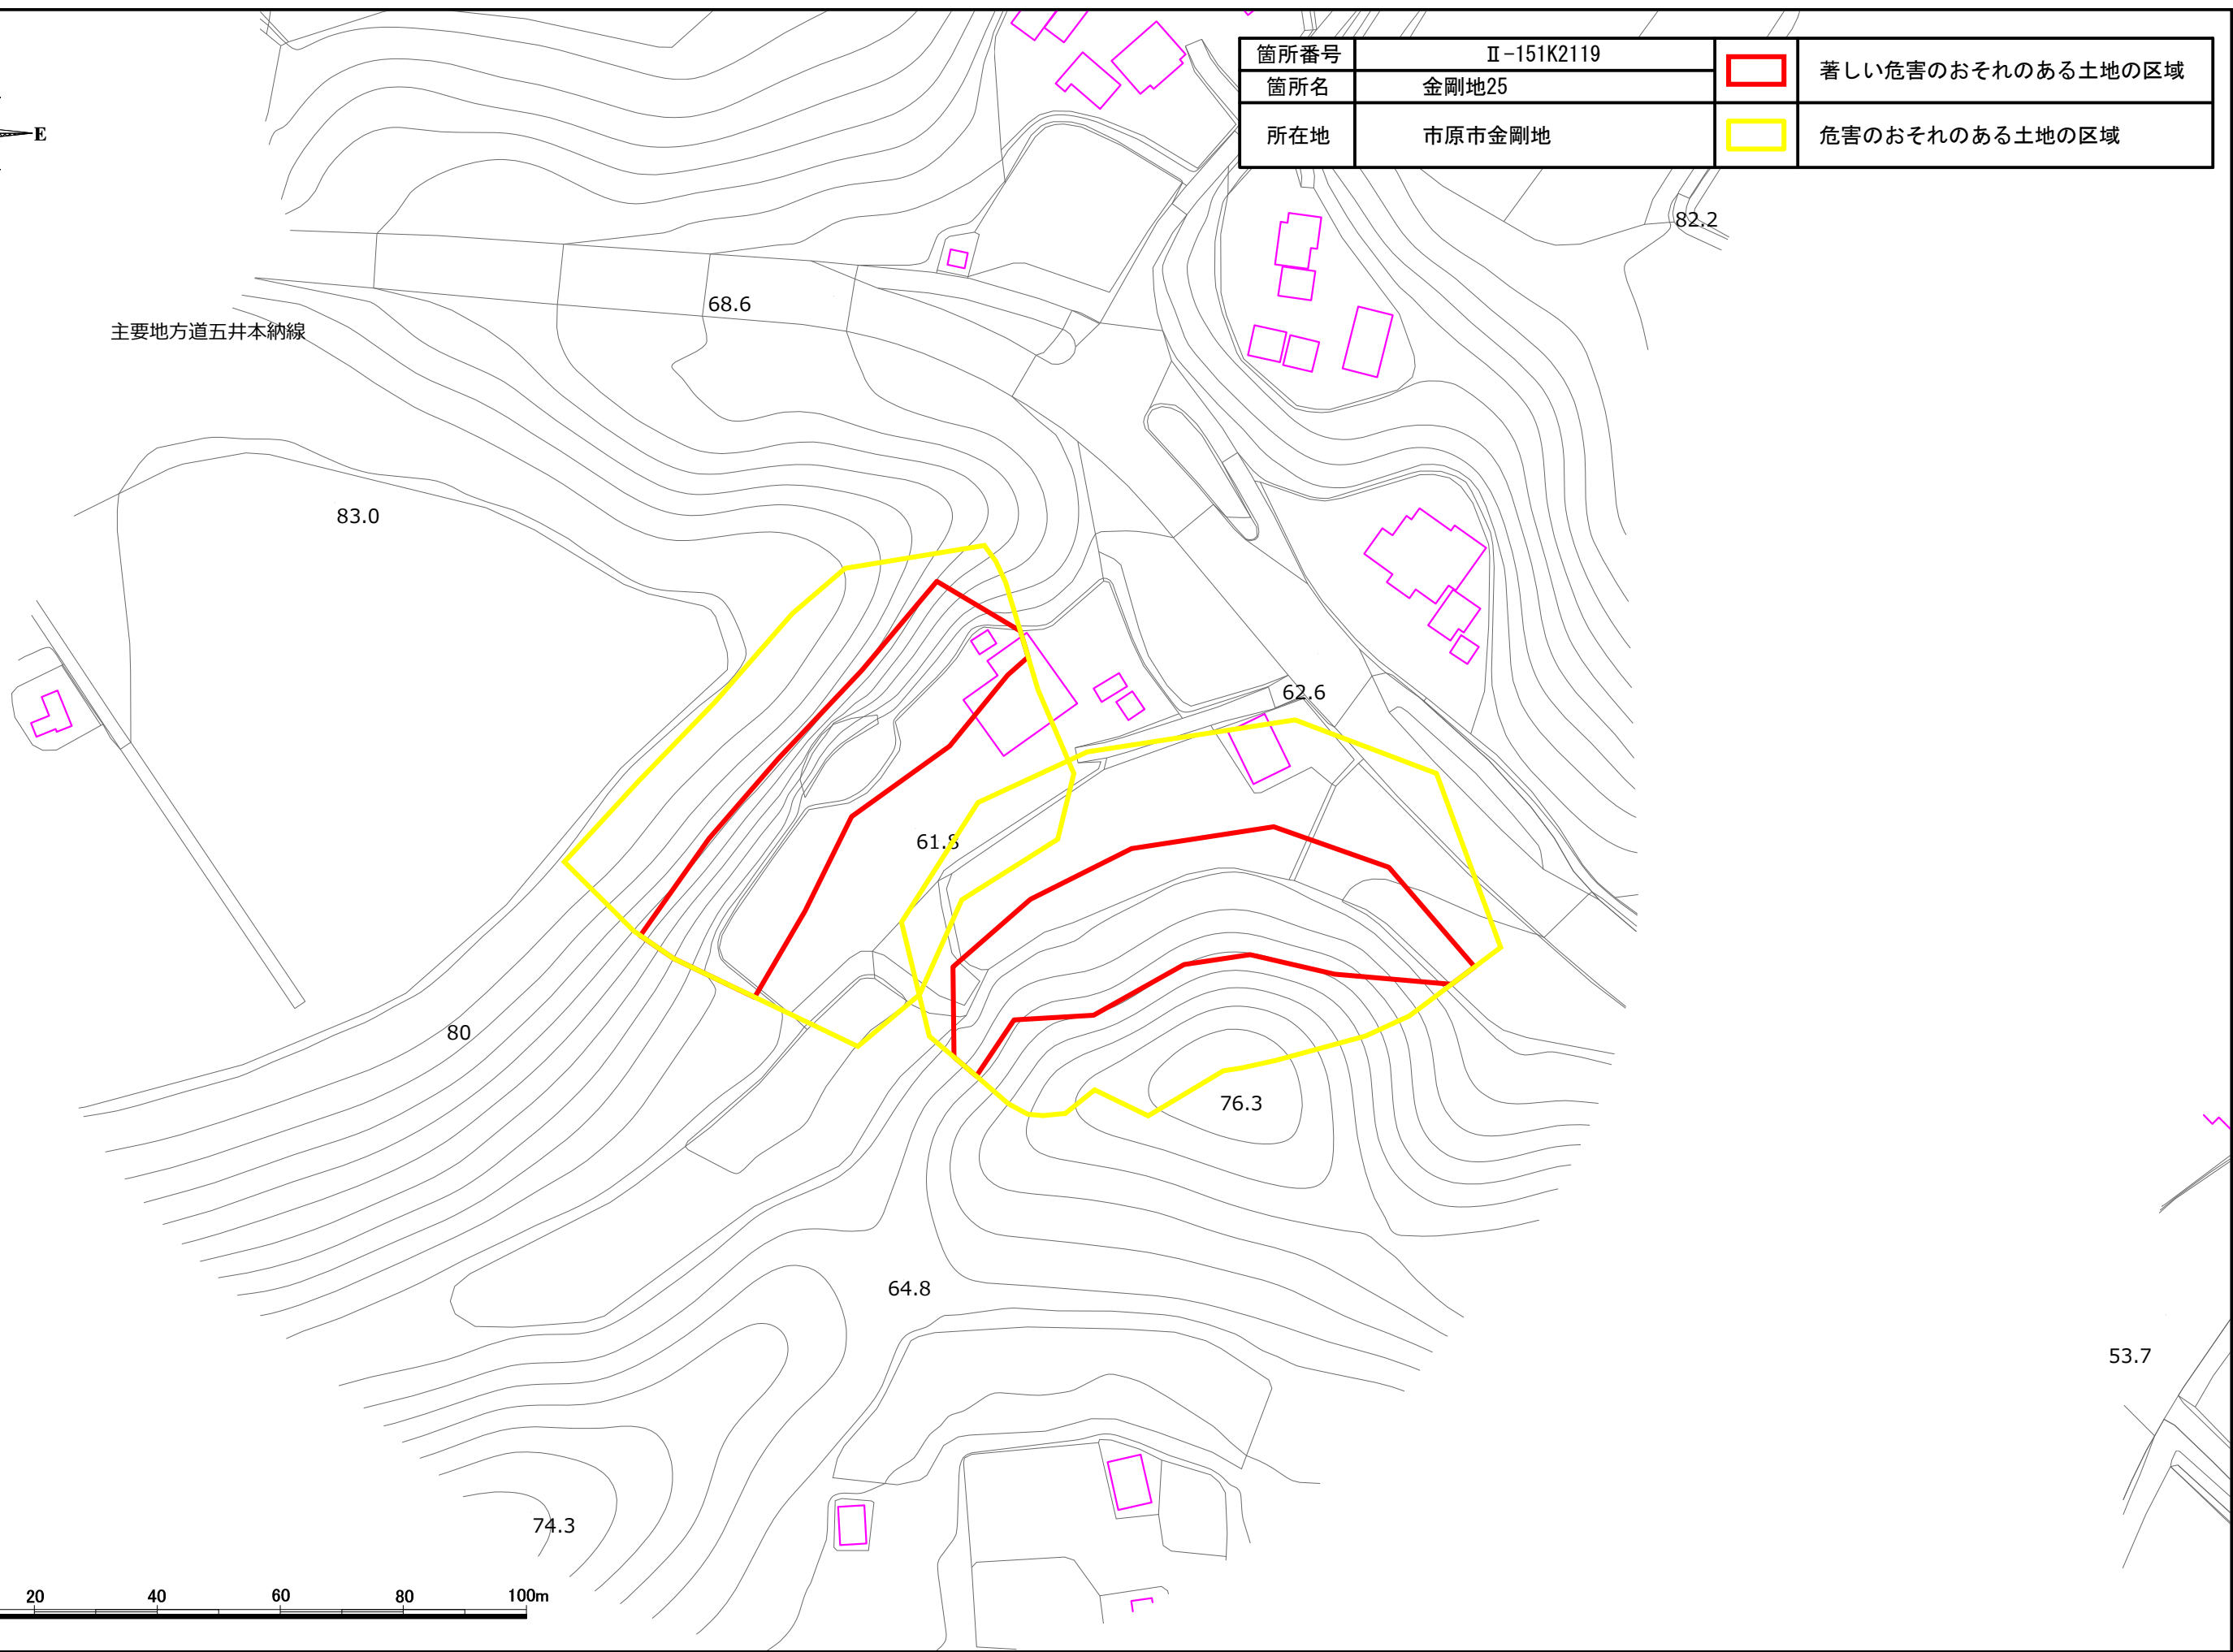 箇所番号 Ⅱ-151K2119
著しい危害のおそれのある土地の区域
箇所名 金剛地25
所在地 市原市金剛地
危害のおそれのある土地の区域
E
82.2
68.6
主要地方道五井本納線
83.0
62.6
61.8
80
76.3
64.8
53.7
74.3
20 40 60 80 100m